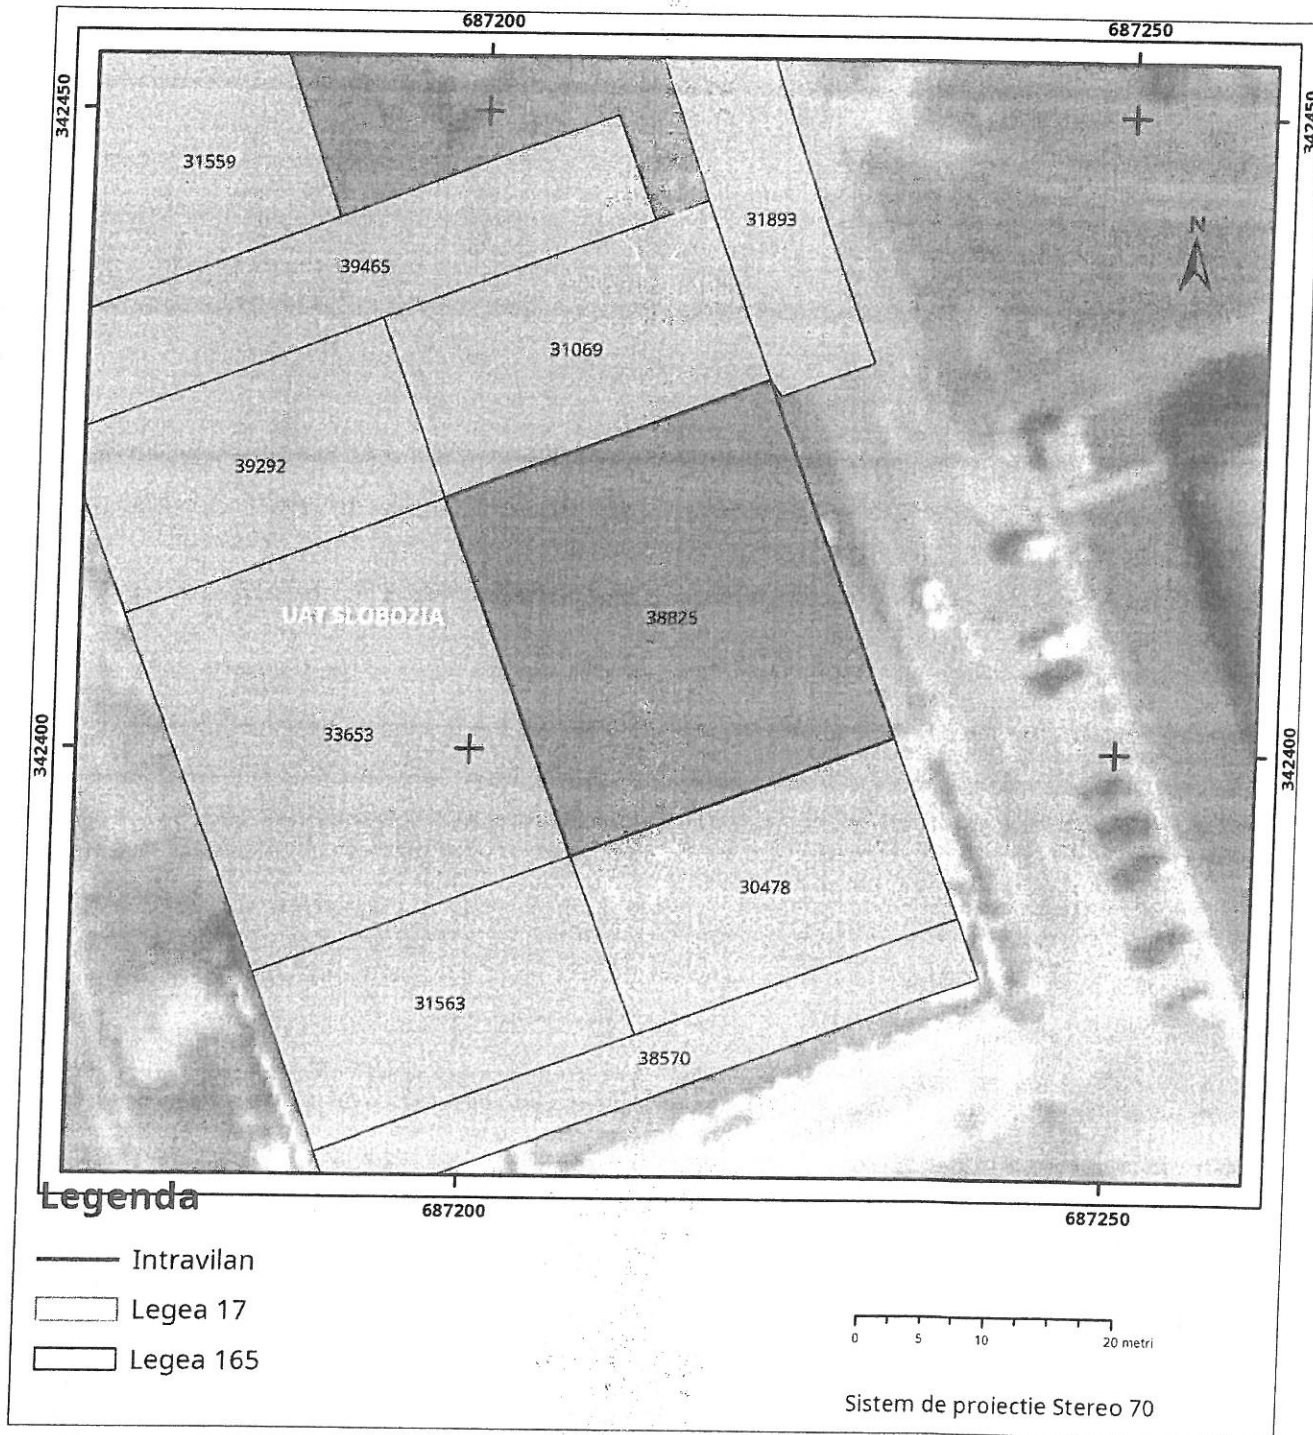 687200
687250
342450
342450
31559
N
31893
39465
31069
39292
UAT SLOBOZIA
38825
33653
342400
342400
30478
31563
38570
687200
687250
Legenda
Intravilan
Legea 17
Legea 165
0 5 10 20 metri
Sistem de proiectie Stereo 70